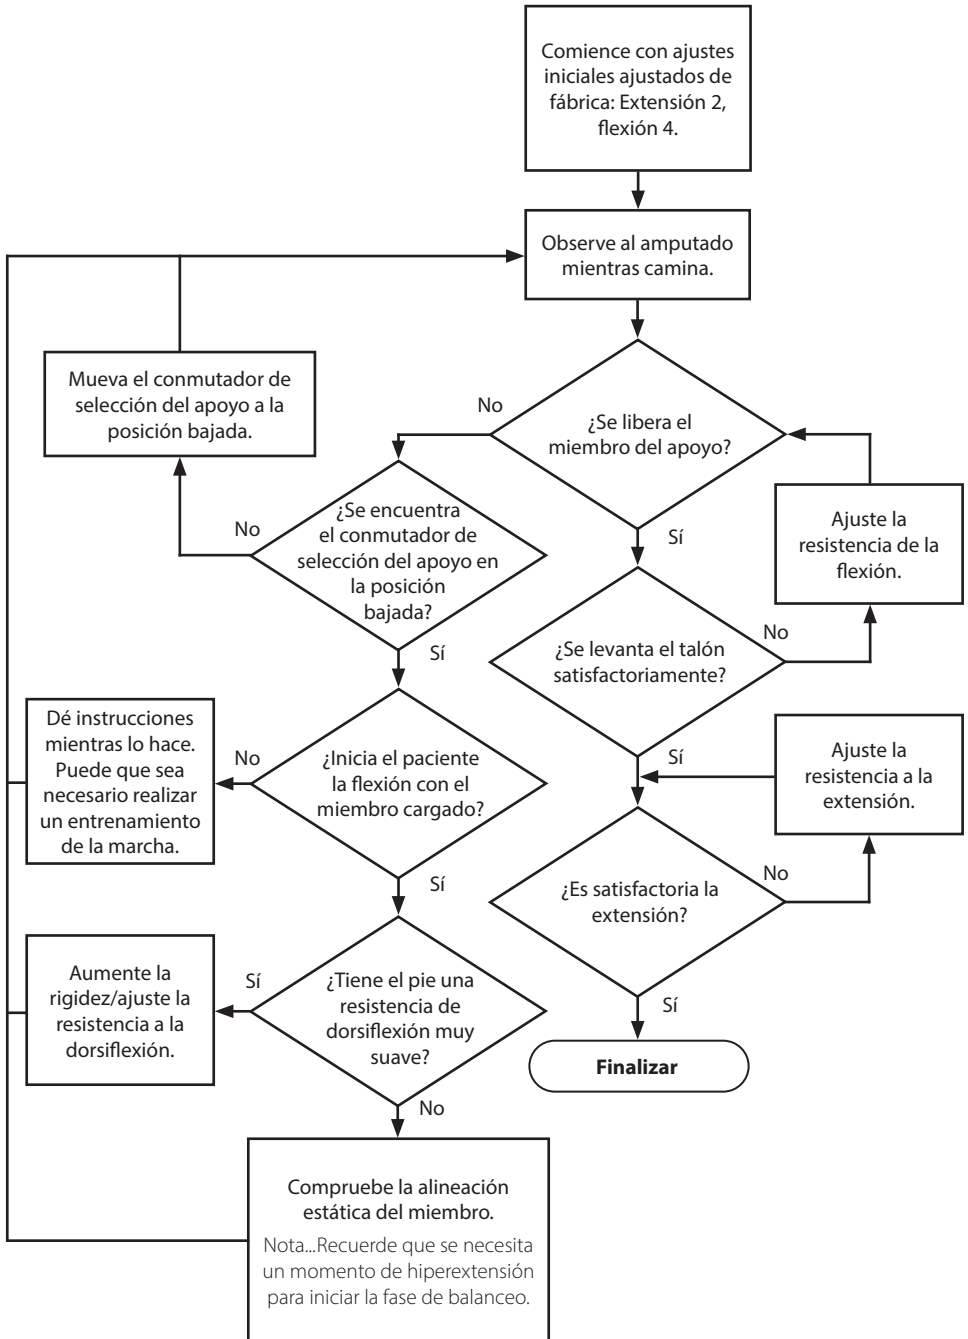 Comience con ajustes
iniciales ajustados de
fábrica: Extensión 2,
flexión 4.
Observe al amputado
mientras camina.
Mueva el conmutador de
selección del apoyo a la
posición bajada.
No
¿Se libera el
miembro del apoyo?
No
¿Se encuentra
el conmutador de
selección del apoyo en
la posición
bajada?
Sí
Ajuste la
resistencia de la
flexión.
Sí
¿Se levanta el talón
satisfactoriamente?
No
Dé instrucciones
mientras lo hace.
Puede que sea
necesario realizar
un entrenamiento
de la marcha.
No
¿Inicia el paciente
la flexión con el
miembro cargado?
Sí
Ajuste la
resistencia a la
extensión.
Sí
¿Es satisfactoria la
extensión?
No
Aumente la
rigidez/ajuste la
resistencia a la
dorsiflexión.
Sí
¿Tiene el pie una
resistencia de
dorsiflexión muy
suave?
Sí
Finalizar
No
Compruebe la alineación
estática del miembro.
Nota...Recuerde que se necesita
un momento de hiperextensión
para iniciar la fase de balanceo.